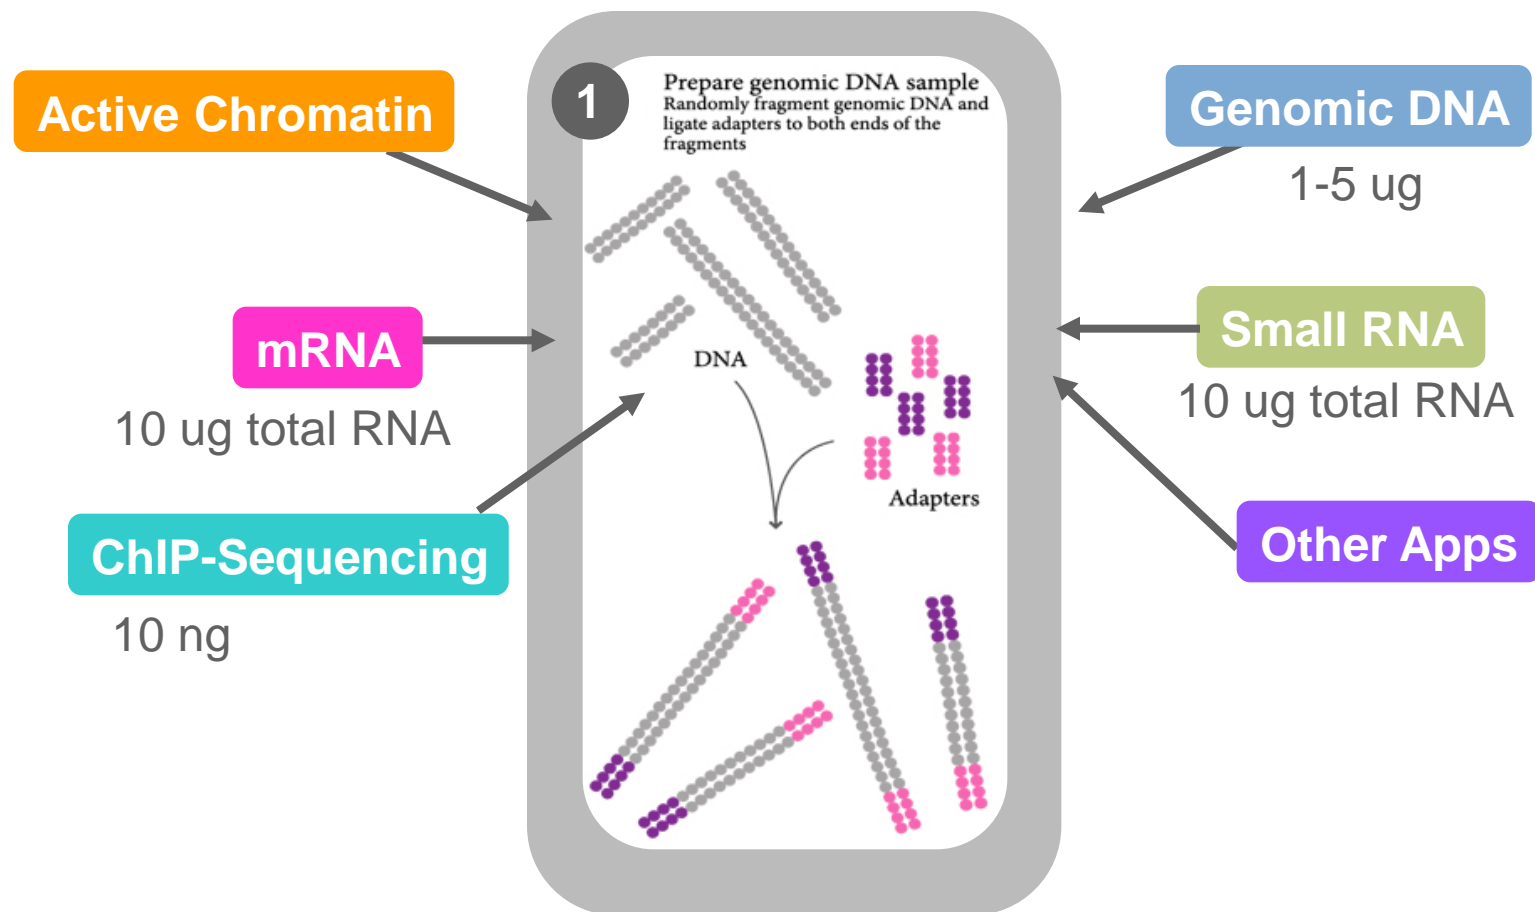 Active Chromatin
mRNA
10 ug total RNA
ChIP-Sequencing
10 ng
1
Prepare genomic DNA sample
Randomly fragment genomic DNA and
ligate adapters to both ends of the
fragments
DNA
Adapters
Genomic DNA
1-5 ug
Small RNA
10 ug total RNA
Other Apps